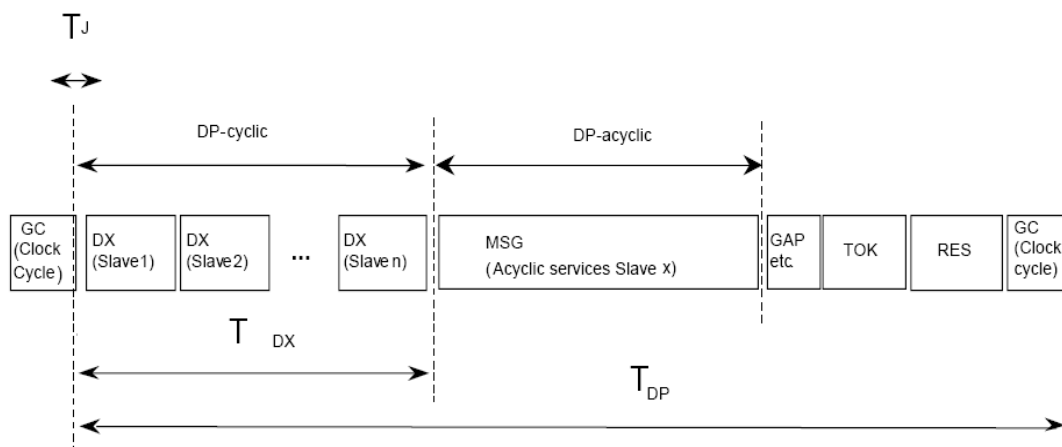 TJ
DP-cyclic
DP-acyclic
GC
(Clock
Cycle)
DX
(Slave1)
DX
(Slave2)
...
DX
(Slave n)
MSG
(Acyclic services Slave x)
GAP
etc.
TOK
RES
GC
(Clock
cycle)
T DX
TDP